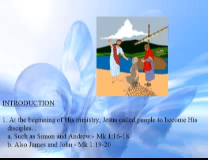 INTRODUCTION
1. At the beginning of His ministry, Jesus called people to become His
disciples...
a. Such as Simon and Andrew - Mk 1:16-18
b. Also James and John - Mk 1:19-20